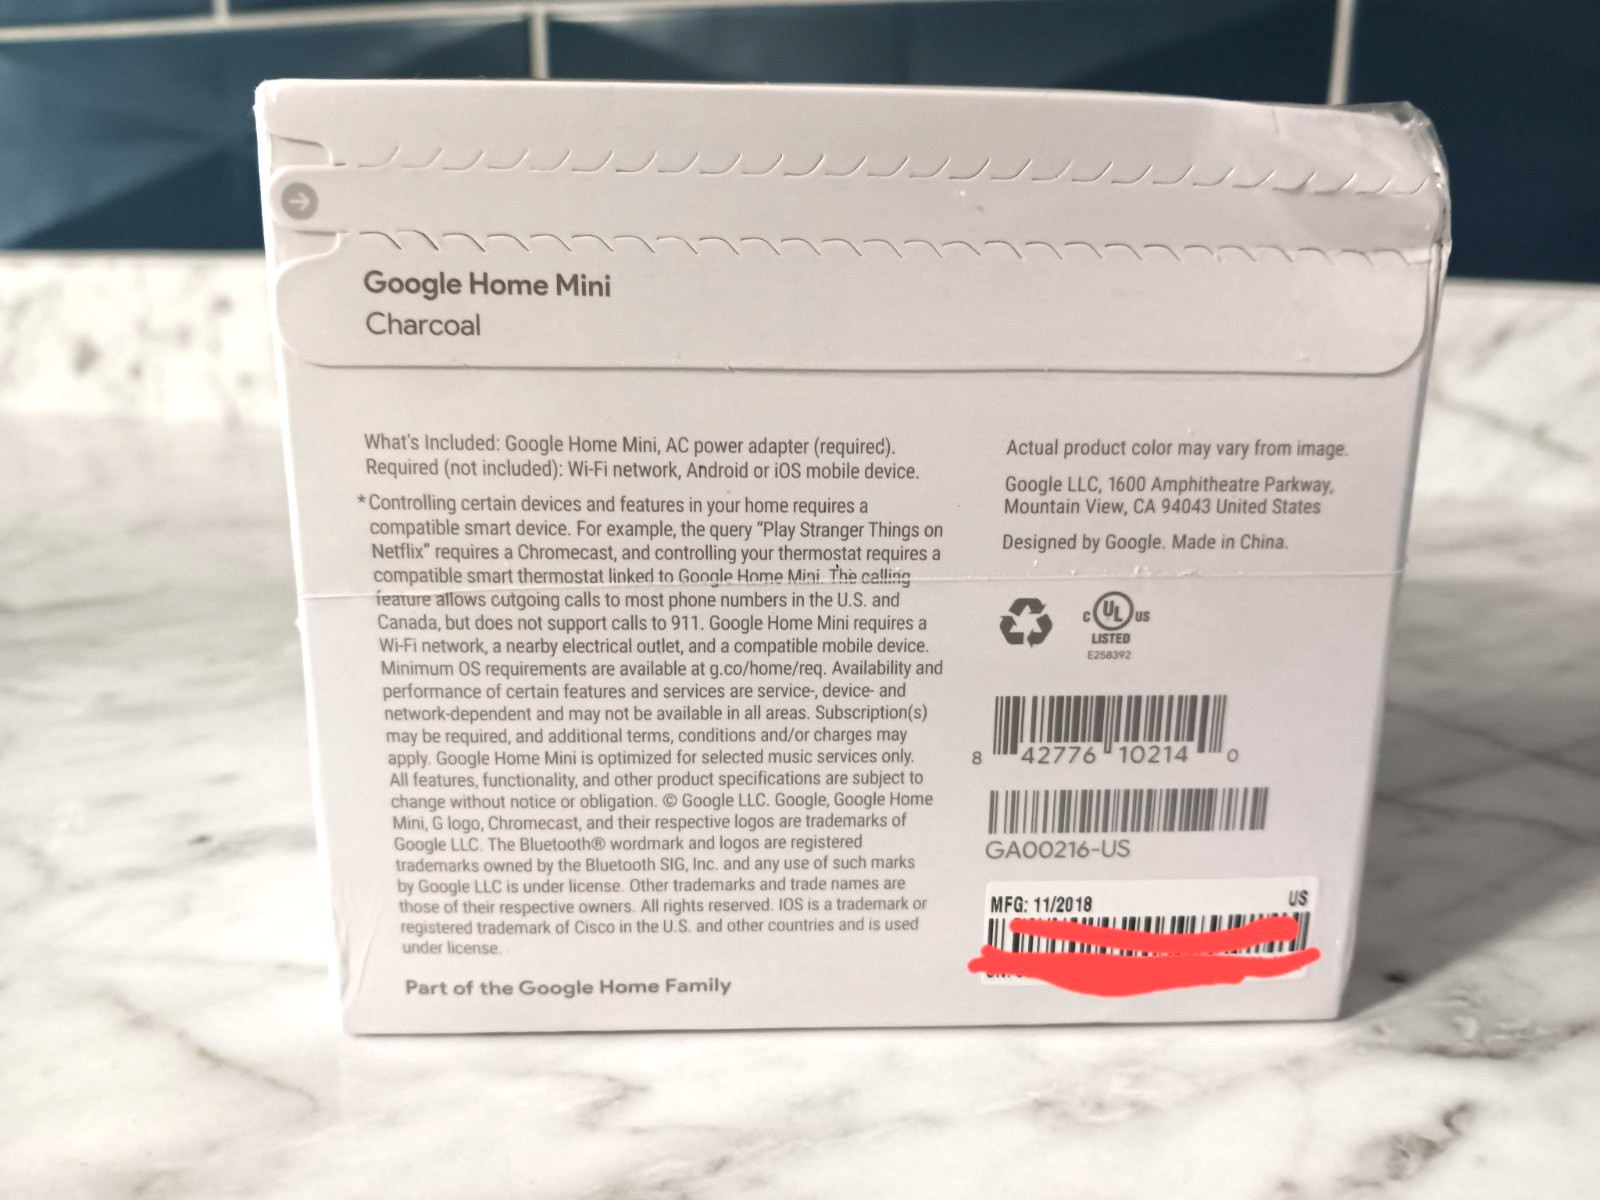 Google Home Mini
Charcoal
What's Included: Google Home Mini, AC power adapter (required).
Required (not included): Wi-Fi network, Android or iOS mobile device.
* Controlling certain devices and features in your home requires a
compatible smart device. For example, the query “Play Stranger Things on
Netflix” requires a Chromecast, and controlling your thermostat requires a
compatible smart thermostat linked to Google Home Mini. The calling
feature allows outgoing calls to most phone numbers in the U.S. and
Canada, but does not support calls to 911. Google Home Mini requires a
Wi-Fi network, a nearby electrical outlet, and a compatible mobile device.
Minimum OS requirements are available at g.co/home/req. Availability and
performance of certain features and services are service-, device- and
network-dependent and may not be available in all areas. Subscription(s)
may be required, and additional terms, conditions and/or charges may
apply. Google Home Mini is optimized for selected music services only.
All features, functionality, and other product specifications are subject to
change without notice or obligation. © Google LLC. Google, Google Home
Mini, G logo, Chromecast, and their respective logos are trademarks of
Google LLC. The Bluetooth® wordmark and logos are registered
trademarks owned by the Bluetooth SIG, Inc. and any use of such marks
by Google LLC is under license. Other trademarks and trade names are
those of their respective owners. All rights reserved. IOS is a trademark or
registered trademark of Cisco in the U.S. and other countries and is used
under license.
Part of the Google Home Family
Actual product color may vary from image.
Google LLC, 1600 Amphitheatre Parkway,
Mountain View, CA 94043 United States
Designed by Google. Made in China.
C UL US
LISTED
E258392
8 42776 10214 0
GA00216-US
MFG: 11/2018 US